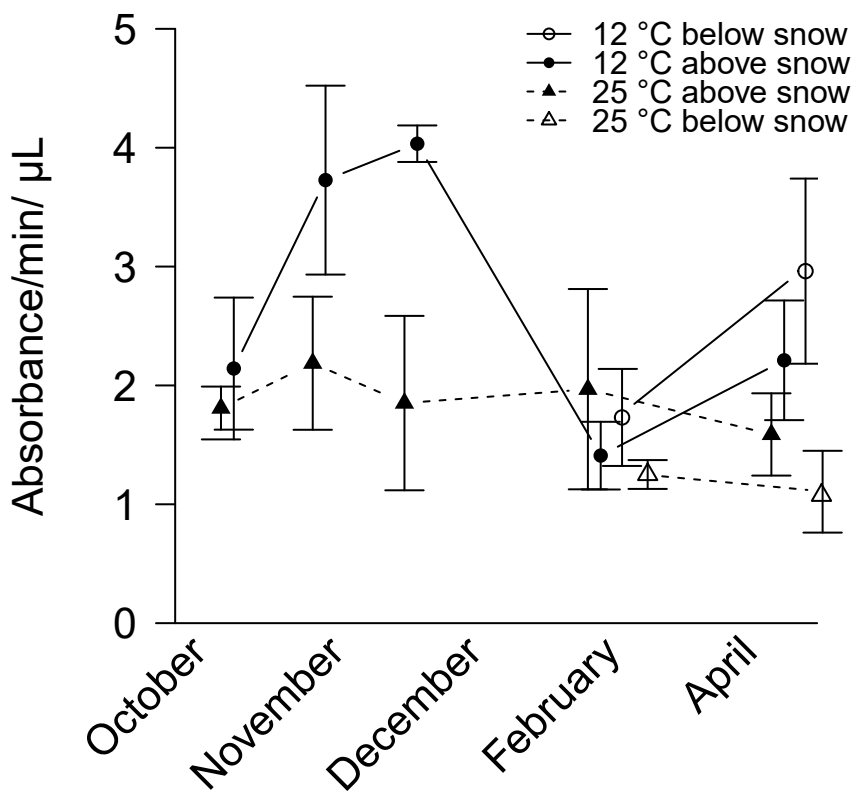 12 °C below snow
12 °C above snow
25 °C above snow
25 °C below snow
Absorbance/min/ µL
5
4
3
2
1
0
October
November
December
February
April